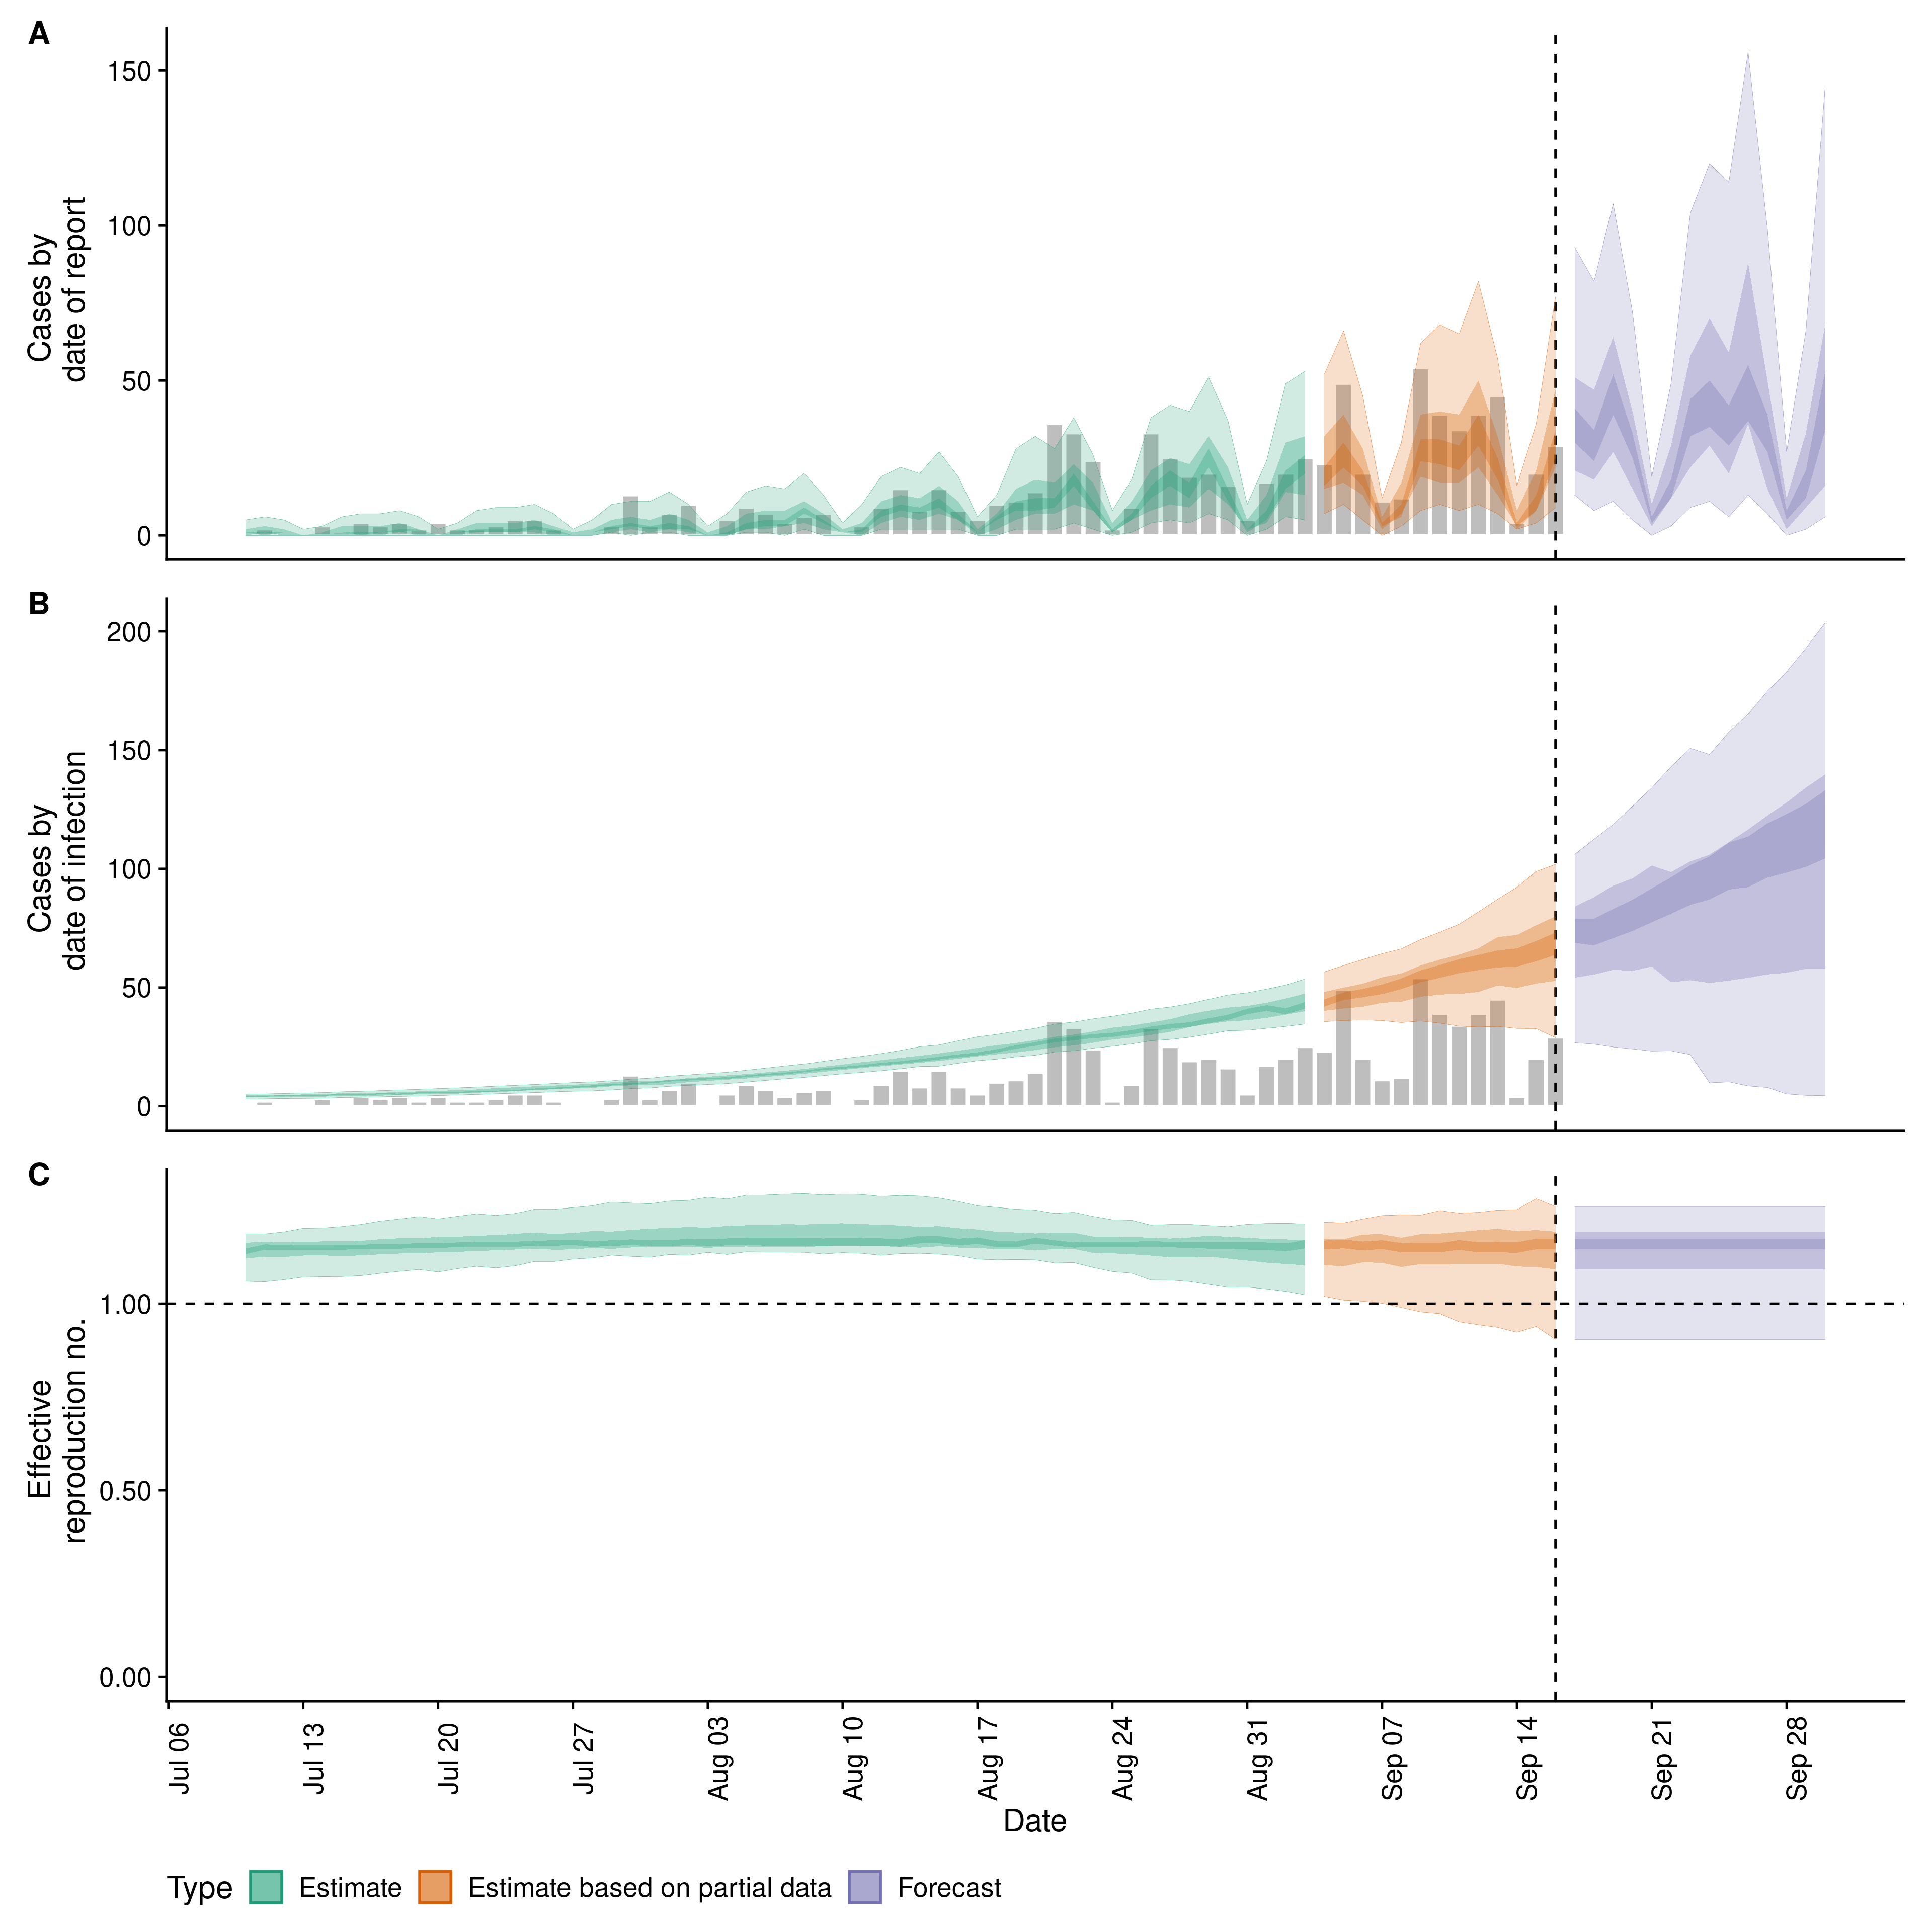 A
150
100
50
0
Cases by
date of report
B
200
150
100
50
0
Cases by
date of infection
C
1.00
0.50
0.00
Effective
reproduction no.
Jul 06
Jul 13
Jul 20
Jul 27
Aug 03
Aug 10
Aug 17
Aug 24
Aug 31
Sep 07
Sep 14
Sep 21
Sep 28
Date
Type Estimate Estimate based on partial data Forecast